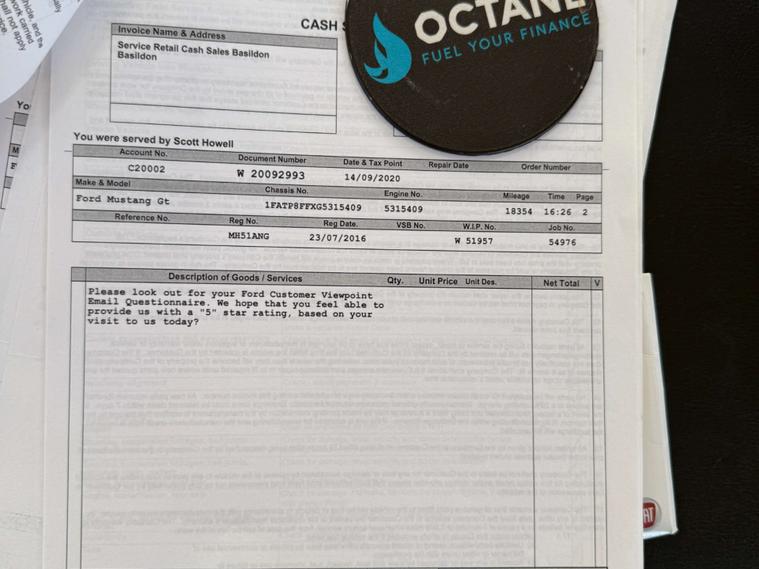 OCTANE
FUEL YOUR FINANCE
CASH
Invoice Name & Address
Service Retail Cash Sales Basildon
Basildon
You were served by Scott Howell
Account No. Document Number Date & Tax Point Repair Date Order Number
C20002 W 20092993 14/09/2020
Make & Model Chassis No. Engine No. Mileage Time Page
Ford Mustang Gt 1FATP8FFXG5315409 5315409 18354 16:26 2
Reference No. Reg No. Reg Date. VSB No. W.I.P. No. Job No.
MH51ANG 23/07/2016 W 51957 54976
Description of Goods / Services Qty. Unit Price Unit Des. Net Total V
Please look out for your Ford Customer Viewpoint
Email Questionnaire. We hope that you feel able to
provide us with a "5" star rating, based on your
visit to us today?